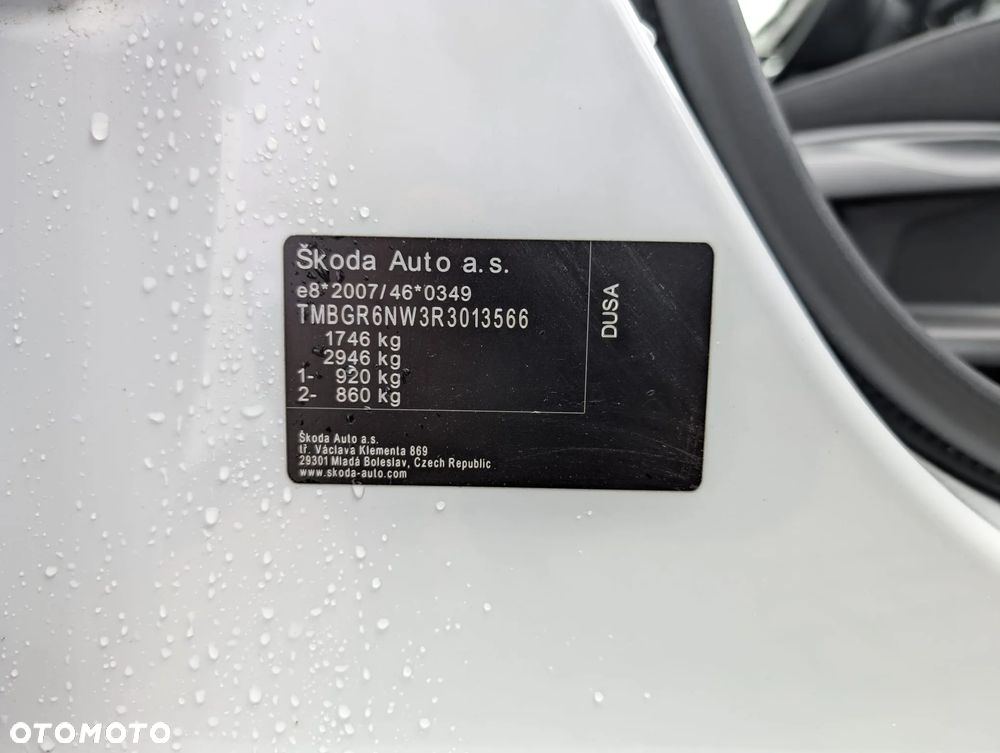 Škoda Auto a.s.
e8*2007/46*0349
TMBGR6NW3R3013566
1746 kg
2946 kg
1- 920 kg
2- 860 kg
DUSA
Škoda Auto a.s.
tř. Václava Klementa 869
29301 Mladá Boleslav, Czech Republic
www.skoda-auto.com
OTOMOTO